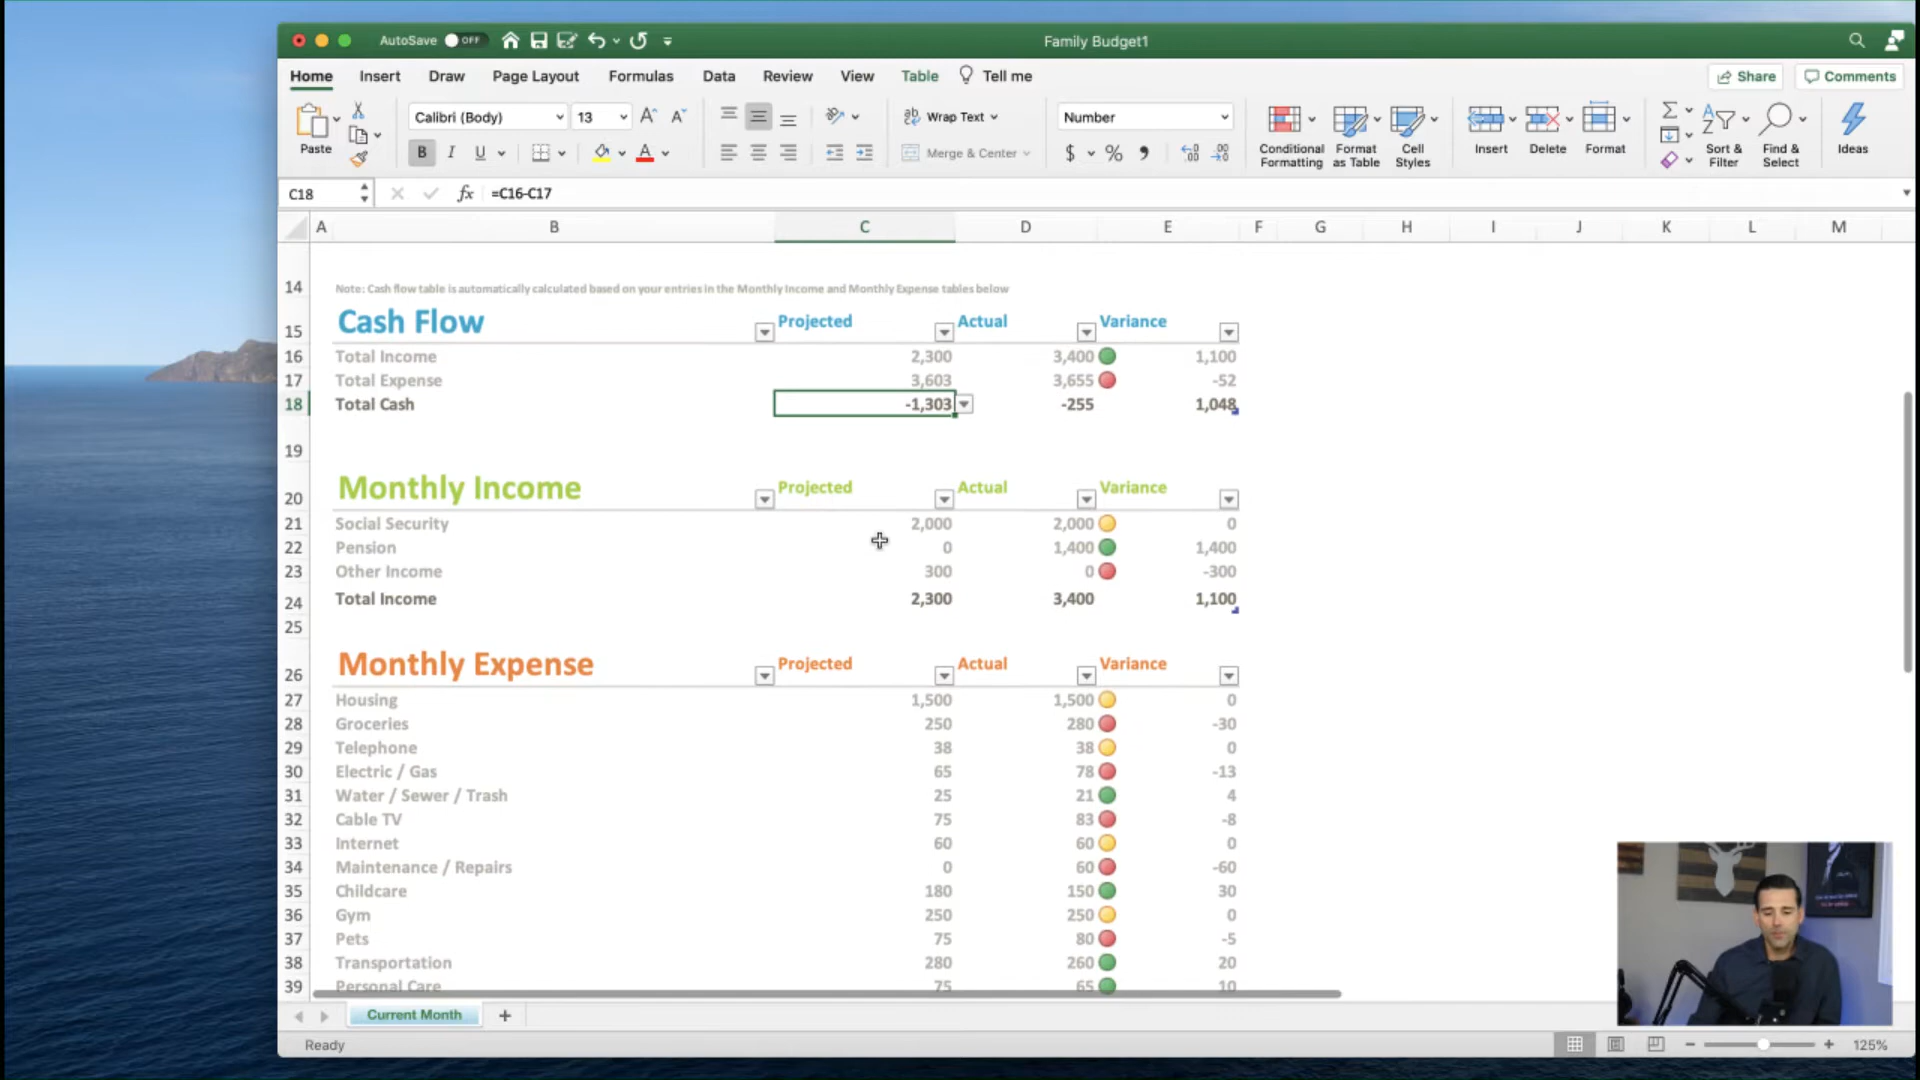 AutoSave OFF Family Budget1
Home Insert Draw Page Layout Formulas Data Review View Table Tell me Share Comments
Paste Calibri (Body) 13 A A Wrap Text Number
B I U A Merge & Center $ % Conditional Formatting Format as Table Cell Styles Insert Delete Format Sort & Filter Find & Select Ideas
C18 fx =C16-C17
A B C D E F G H I J K L M
14 Note: Cash flow table is automatically calculated based on your entries in the Monthly Income and Monthly Expense tables below
15 Cash Flow Projected Actual Variance
16 Total Income 2,300 3,400 1,100
17 Total Expense 3,603 3,655 -52
18 Total Cash -1,303 -255 1,048
19
20 Monthly Income Projected Actual Variance
21 Social Security 2,000 2,000 0
22 Pension 0 1,400 1,400
23 Other Income 300 0 -300
24 Total Income 2,300 3,400 1,100
25
26 Monthly Expense Projected Actual Variance
27 Housing 1,500 1,500 0
28 Groceries 250 280 -30
29 Telephone 38 38 0
30 Electric / Gas 65 78 -13
31 Water / Sewer / Trash 25 21 4
32 Cable TV 75 83 -8
33 Internet 60 60 0
34 Maintenance / Repairs 0 60 -60
35 Childcare 180 150 30
36 Gym 250 250 0
37 Pets 75 80 -5
38 Transportation 280 260 20
39 Personal Care 75 65 10
Current Month +
Ready 125%